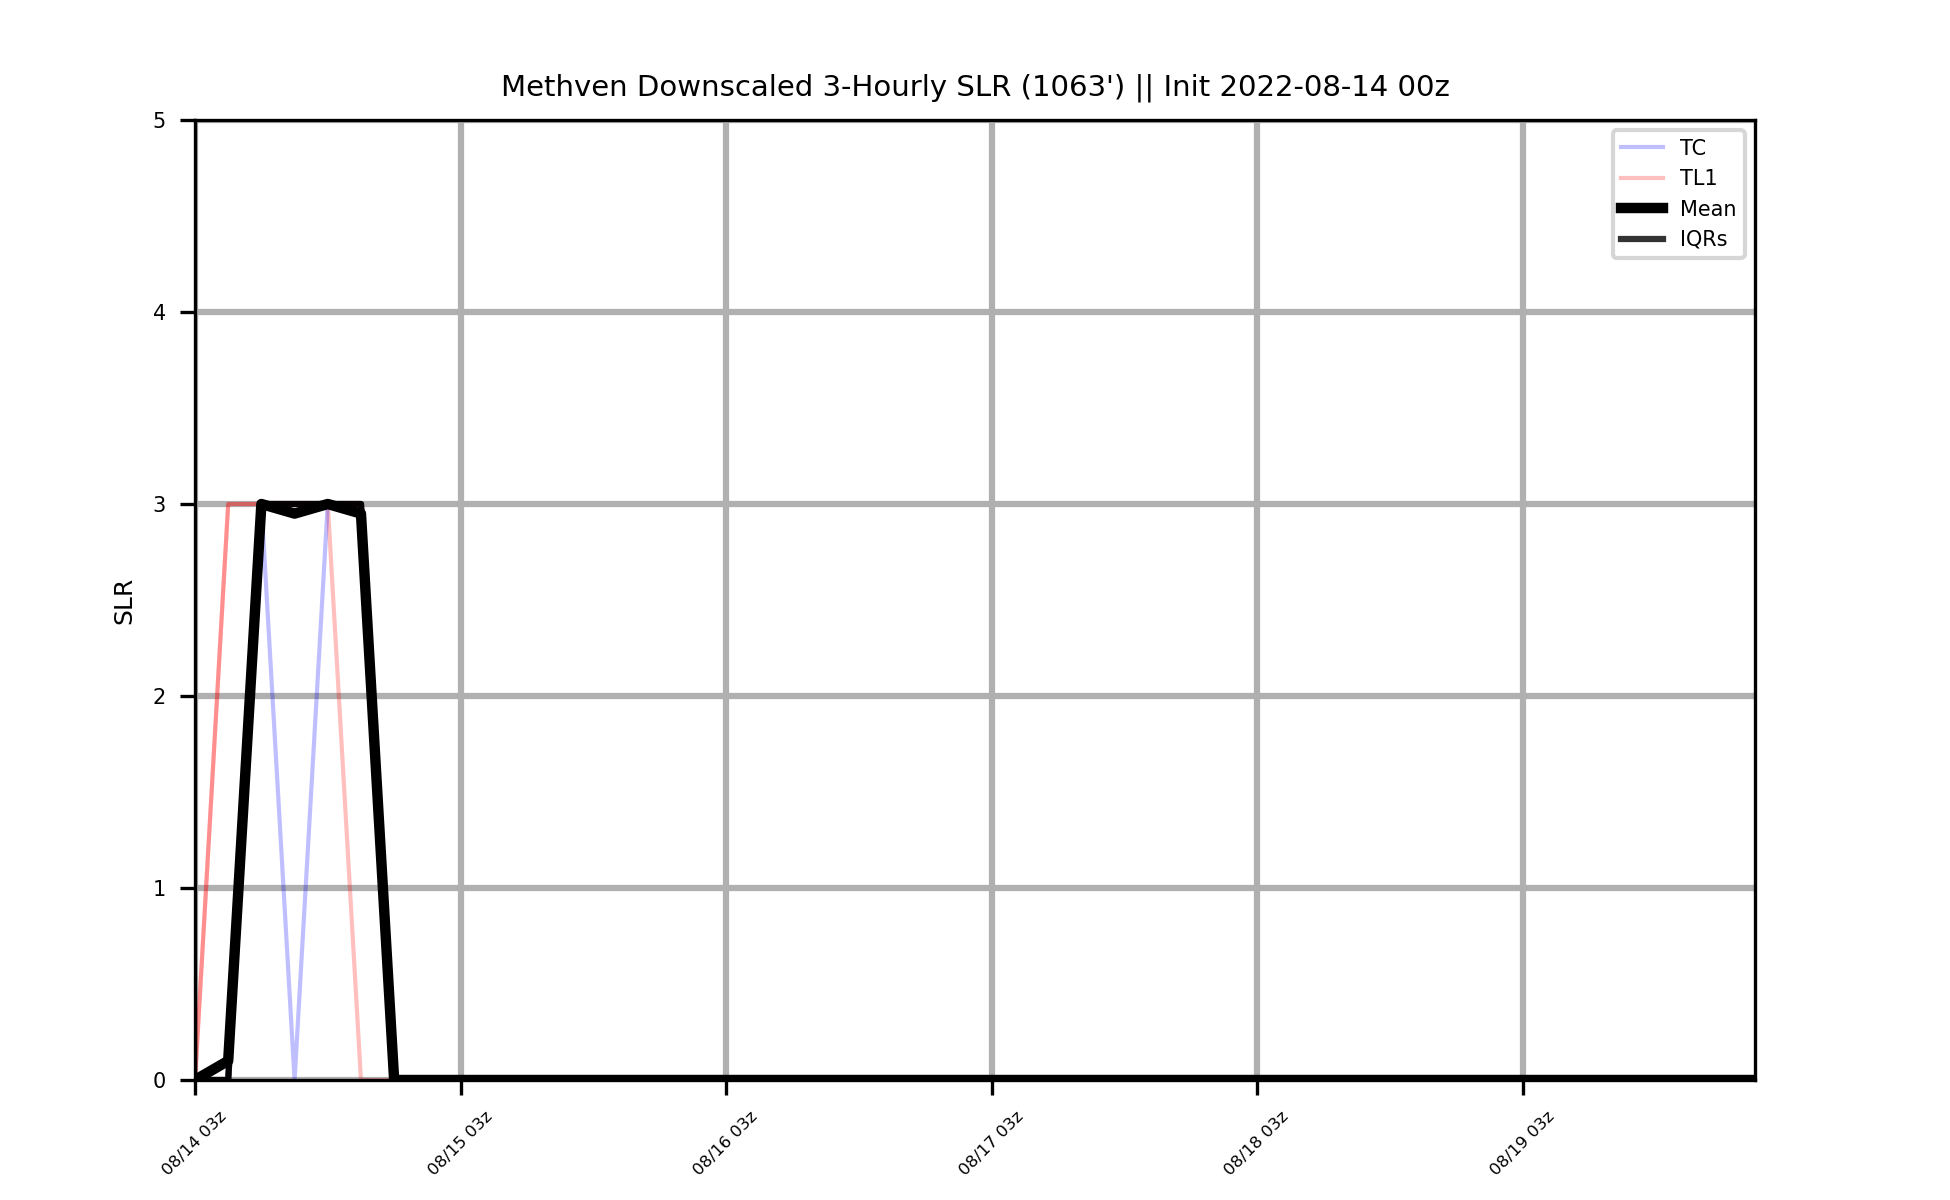 Methven Downscaled 3-Hourly SLR (1063') || Init 2022-08-14 00z
5
4
3
2
1
0
SLR
TC
TL1
Mean
IQRs
08/14 03z
08/15 03z
08/16 03z
08/17 03z
08/18 03z
08/19 03z